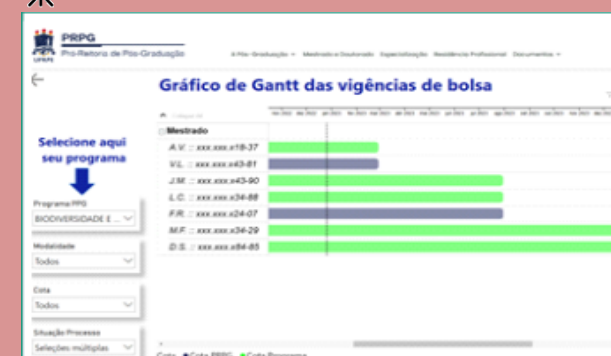 PRPG
Pró-Reitoria de Pós-Graduação
A Pós-Graduação Mestrado e Doutorado Especialização Residência Profissional Documentos
Gráfico de Gantt das vigências de bolsa
Mestrado
Selecione aqui
seu programa
A.V. :: xxx.xxx.x18-37
V.L. :: xxx.xxx.x43-81
J.M. :: xxx.xxx.x43-90
L.C. :: xxx.xxx.x34-88
F.R. :: xxx.xxx.x24-07
M.F. :: xxx.xxx.x34-29
D.S. :: xxx.xxx.x84-85
Programa PPG
BIODIVERSIDADE E ...
Modalidade
Todos
Cota
Todos
Situação Processo
Seleções múltiplas
Cota Cota PRPG Cota Programa